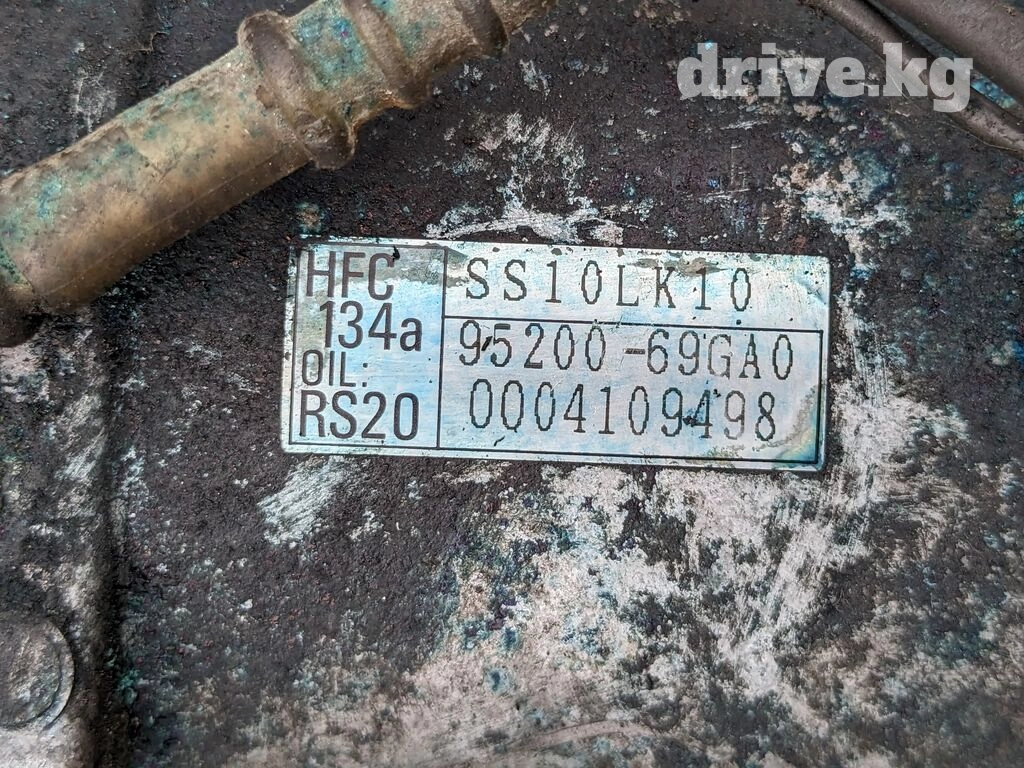 drive.kg
HFC
134a
OIL:
RS20
SS10LK10
95200-69GA0
0004109498